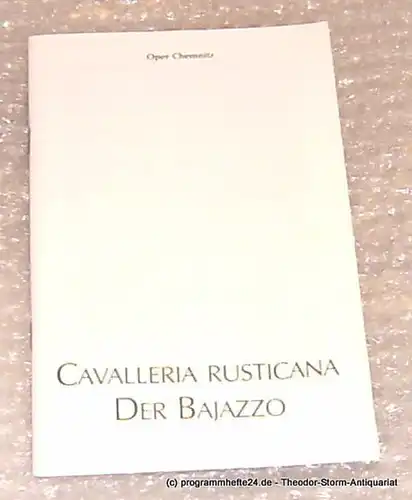 Oper Chemnitz
CAVALLERIA RUSTICANA
DER BAJAZZO
(c) programmhefte24.de - Theodor-Storm-Antiquariat